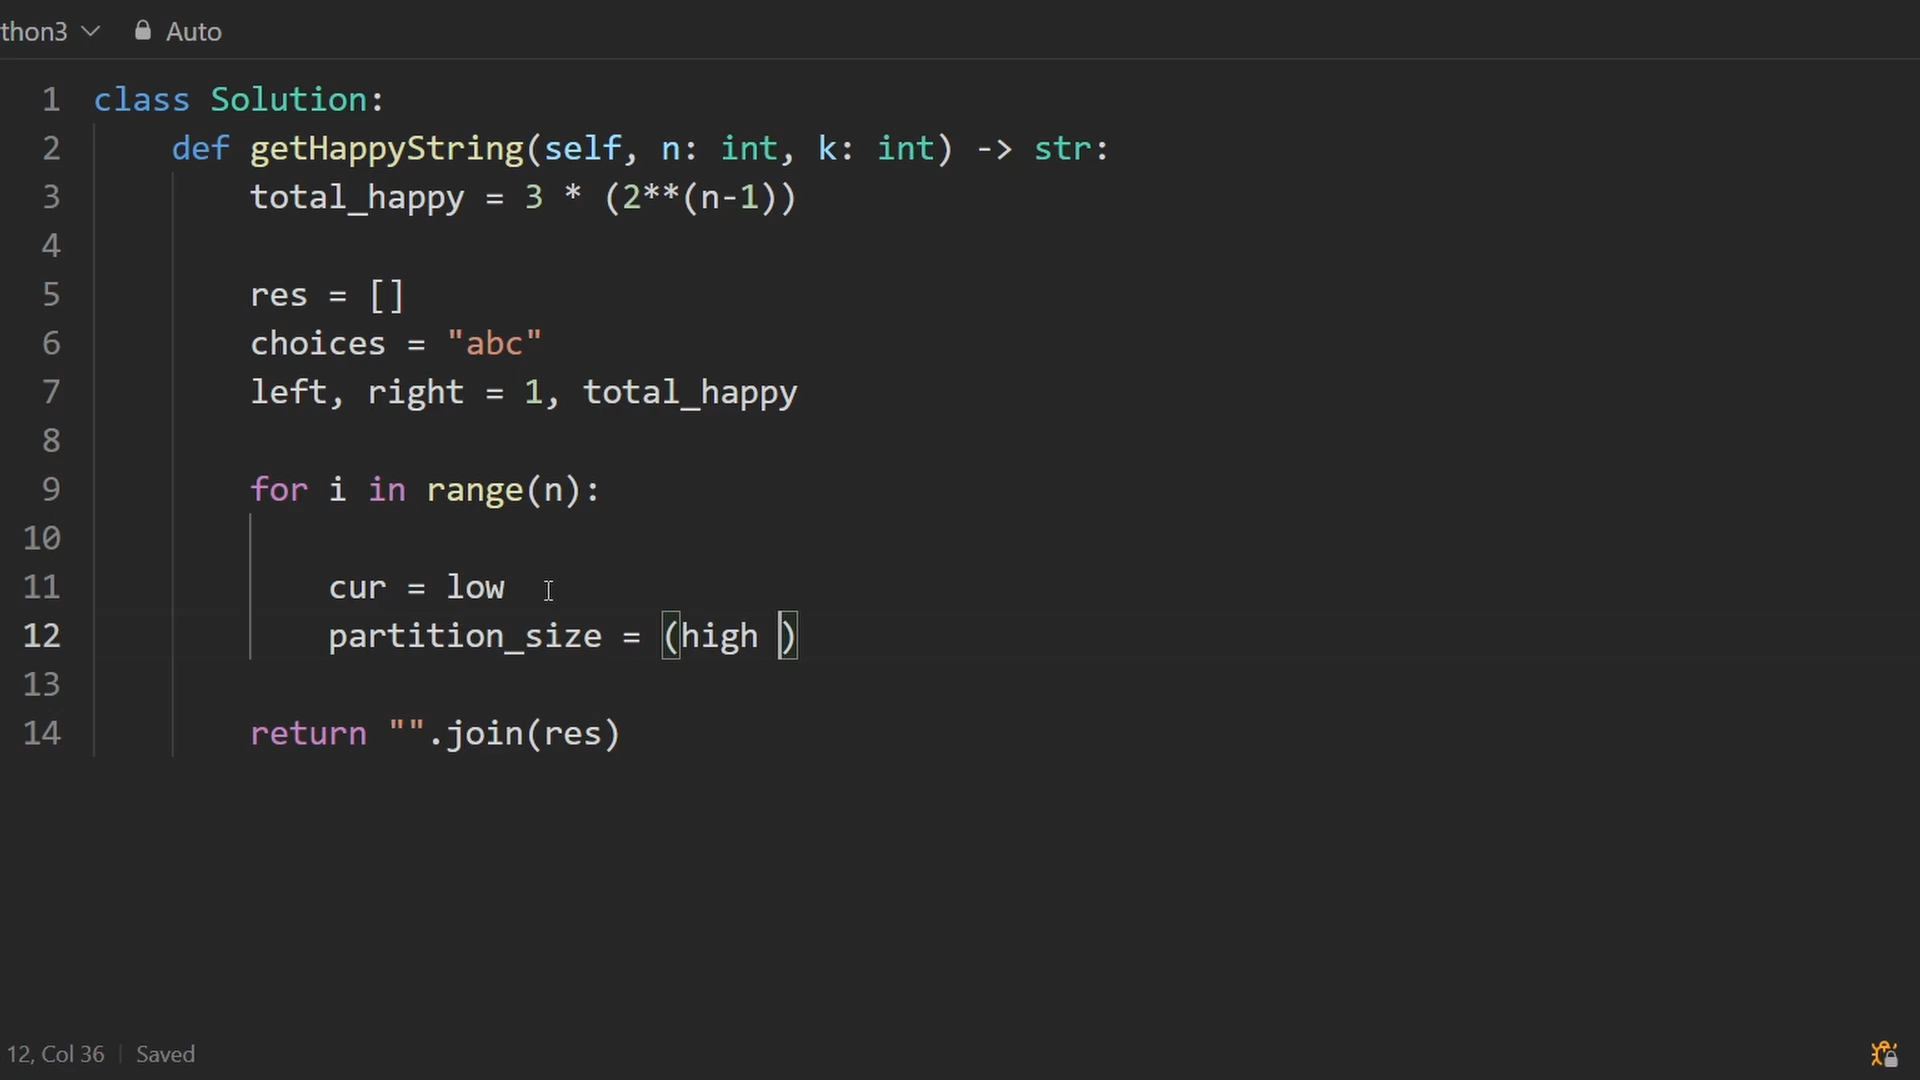 thon3 Auto
1 class Solution:
2 def getHappyString(self, n: int, k: int) -> str:
3 total_happy = 3 * (2**(n-1))
4
5 res = []
6 choices = "abc"
7 left, right = 1, total_happy
8
9 for i in range(n):
10
11 cur = low
12 partition_size = (high )
13
14 return "".join(res)
12, Col 36 Saved